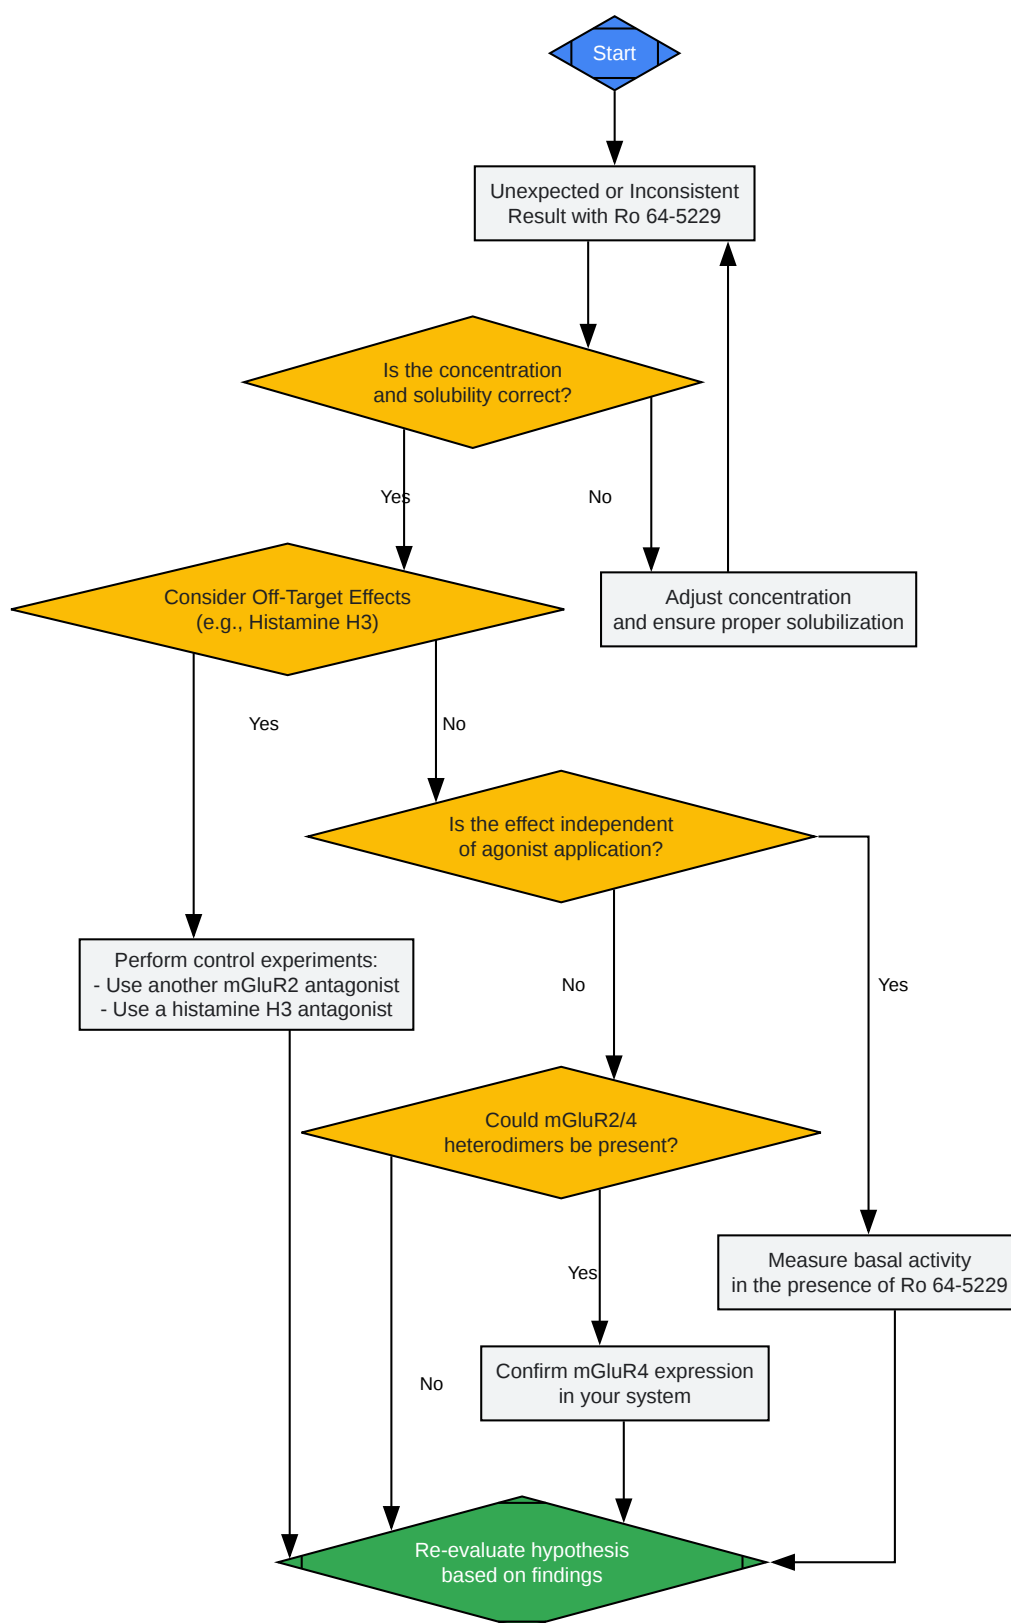 Start
Unexpected or Inconsistent
Result with Ro 64-5229
Is the concentration
and solubility correct?
Yes
No
Consider Off-Target Effects
(e.g., Histamine H3)
Adjust concentration
and ensure proper solubilization
Yes
No
Is the effect independent
of agonist application?
Perform control experiments:
- Use another mGluR2 antagonist
- Use a histamine H3 antagonist
No
Yes
Could mGluR2/4
heterodimers be present?
Measure basal activity
in the presence of Ro 64-5229
Yes
No
Confirm mGluR4 expression
in your system
Re-evaluate hypothesis
based on findings